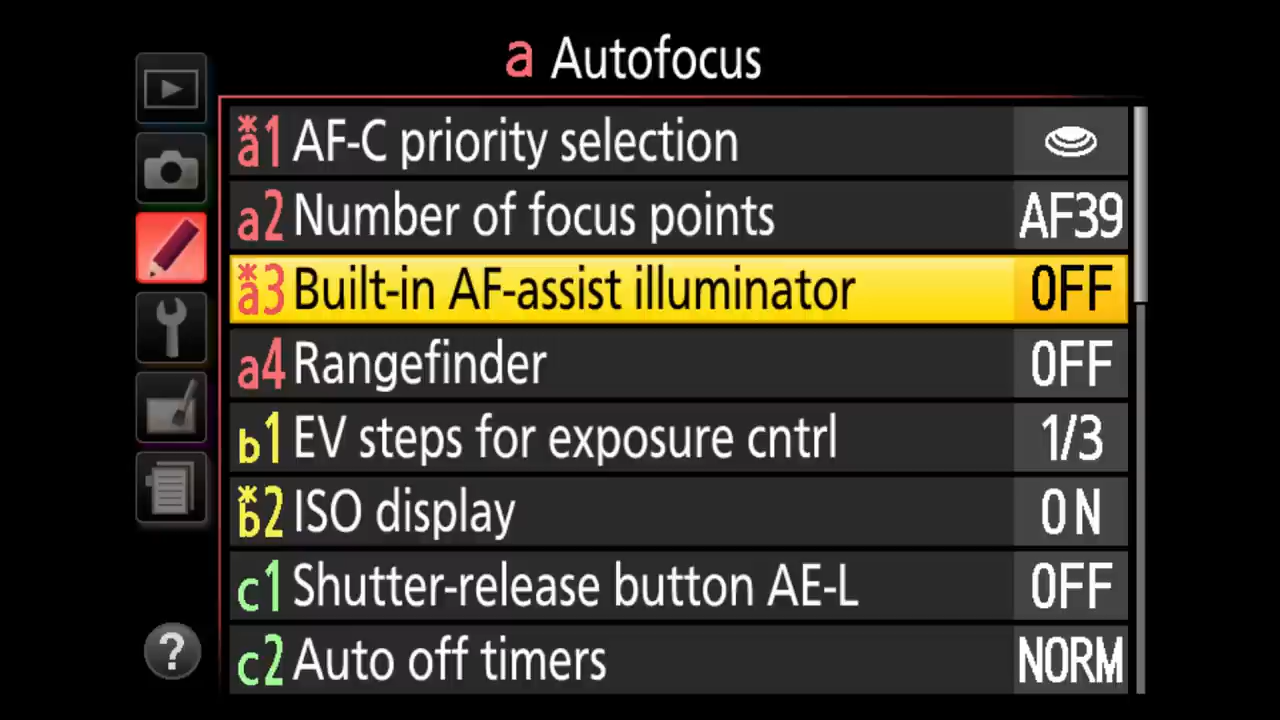 a Autofocus
*a1 AF-C priority selection
a2 Number of focus points AF39
*a3 Built-in AF-assist illuminator OFF
a4 Rangefinder OFF
b1 EV steps for exposure cntrl 1/3
*b2 ISO display ON
c1 Shutter-release button AE-L OFF
c2 Auto off timers NORM
?